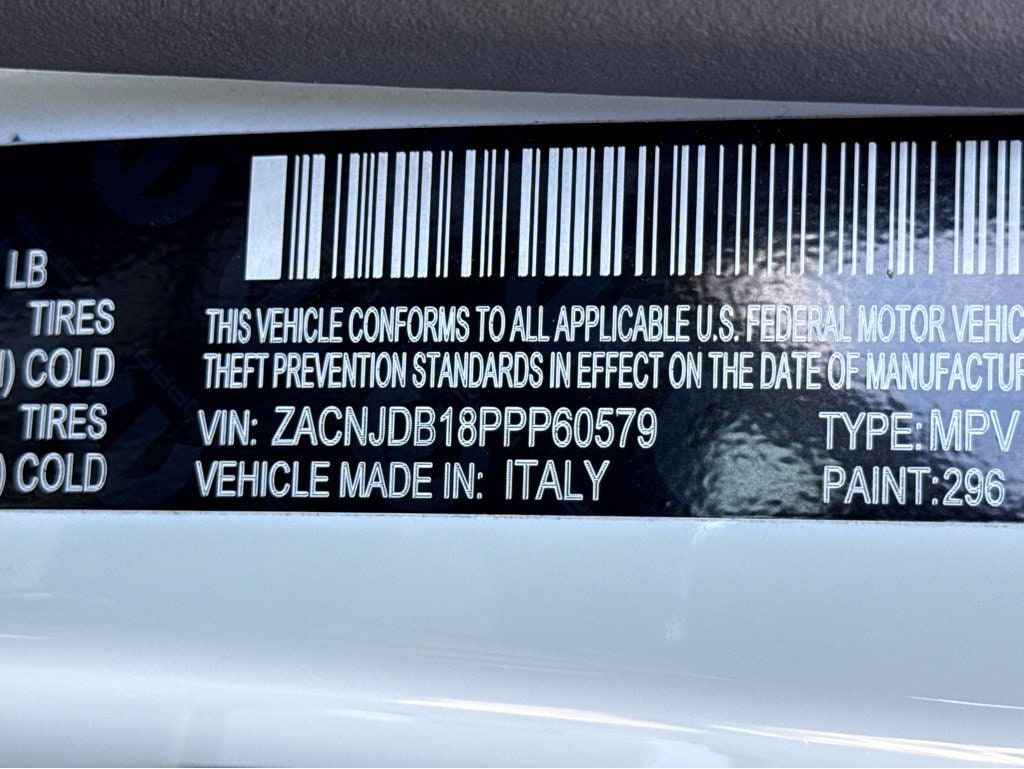 LB
TIRES
) COLD
TIRES
) COLD
THIS VEHICLE CONFORMS TO ALL APPLICABLE U.S. FEDERAL MOTOR VEHIC
THEFT PREVENTION STANDARDS IN EFFECT ON THE DATE OF MANUFACTUR
VIN: ZACNJDB18PPP60579 TYPE: MPV
VEHICLE MADE IN: ITALY PAINT: 296